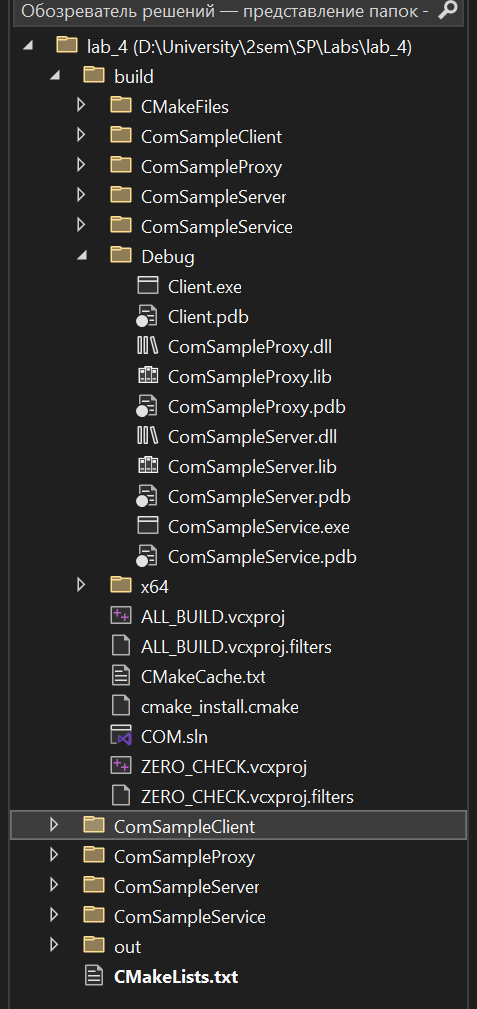 Обозреватель решений — представление папок -
lab_4 (D:\University\2sem\SP\Labs\lab_4)
build
CMakeFiles
ComSampleClient
ComSampleProxy
ComSampleServer
ComSampleService
Debug
Client.exe
Client.pdb
ComSampleProxy.dll
ComSampleProxy.lib
ComSampleProxy.pdb
ComSampleServer.dll
ComSampleServer.lib
ComSampleServer.pdb
ComSampleService.exe
ComSampleService.pdb
x64
ALL_BUILD.vcxproj
ALL_BUILD.vcxproj.filters
CMakeCache.txt
cmake_install.cmake
COM.sln
ZERO_CHECK.vcxproj
ZERO_CHECK.vcxproj.filters
ComSampleClient
ComSampleProxy
ComSampleServer
ComSampleService
out
CMakeLists.txt